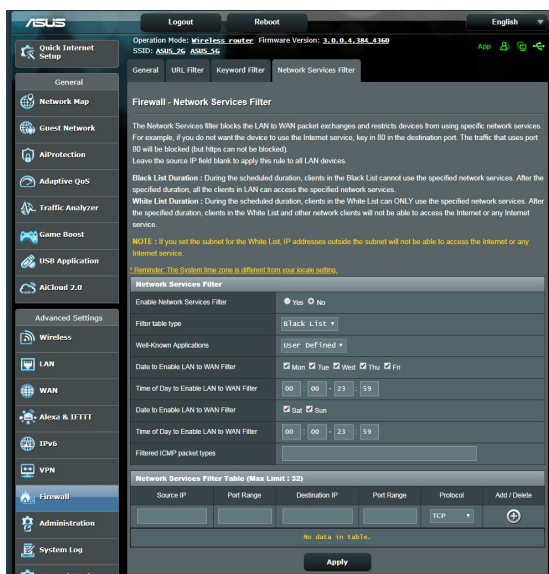 ASUS
Logout
Reboot
English
Operation Mode: Wireless router Firmware Version: 3.0.0.4.384_4360
SSID: ASUS_2G ASUS_5G
App
Quick Internet
Setup
General
Network Map
Guest Network
AiProtection
Adaptive QoS
Traffic Analyzer
Game Boost
USB Application
AiCloud 2.0
Advanced Settings
Wireless
LAN
WAN
Alexa & IFTTT
IPv6
VPN
Firewall
Administration
System Log
General
URL Filter
Keyword Filter
Network Services Filter
Firewall - Network Services Filter
The Network Services filter blocks the LAN to WAN packet exchanges and restricts devices from using specific network services.
For example, if you do not want the device to use the Internet service, key in 80 in the destination port. The traffic that uses port
80 will be blocked (but https can not be blocked).
Leave the source IP field blank to apply this rule to all LAN devices.
Black List Duration : During the scheduled duration, clients in the Black List cannot use the specified network services. After the
specified duration, all the clients in LAN can access the specified network services.
White List Duration : During the scheduled duration, clients in the White List can ONLY use the specified network services. After
the specified duration, clients in the White List and other network clients will not be able to access the Internet or any Internet
service.
NOTE : If you set the subnet for the White List, IP addresses outside the subnet will not be able to access the Internet or any
Internet service.
* Reminder: The System time zone is different from your locale setting.
Network Services Filter
Enable Network Services Filter Yes No
Filter table type Black List
Well-Known Applications User Defined
Date to Enable LAN to WAN Filter Mon Tue Wed Thu Fri
Time of Day to Enable LAN to WAN Filter 00 : 00 - 23 : 59
Date to Enable LAN to WAN Filter Sat Sun
Time of Day to Enable LAN to WAN Filter 00 : 00 - 23 : 59
Filtered ICMP packet types
Network Services Filter Table (Max Limit : 32)
Source IP Port Range Destination IP Port Range Protocol Add / Delete
TCP
No data in table.
Apply